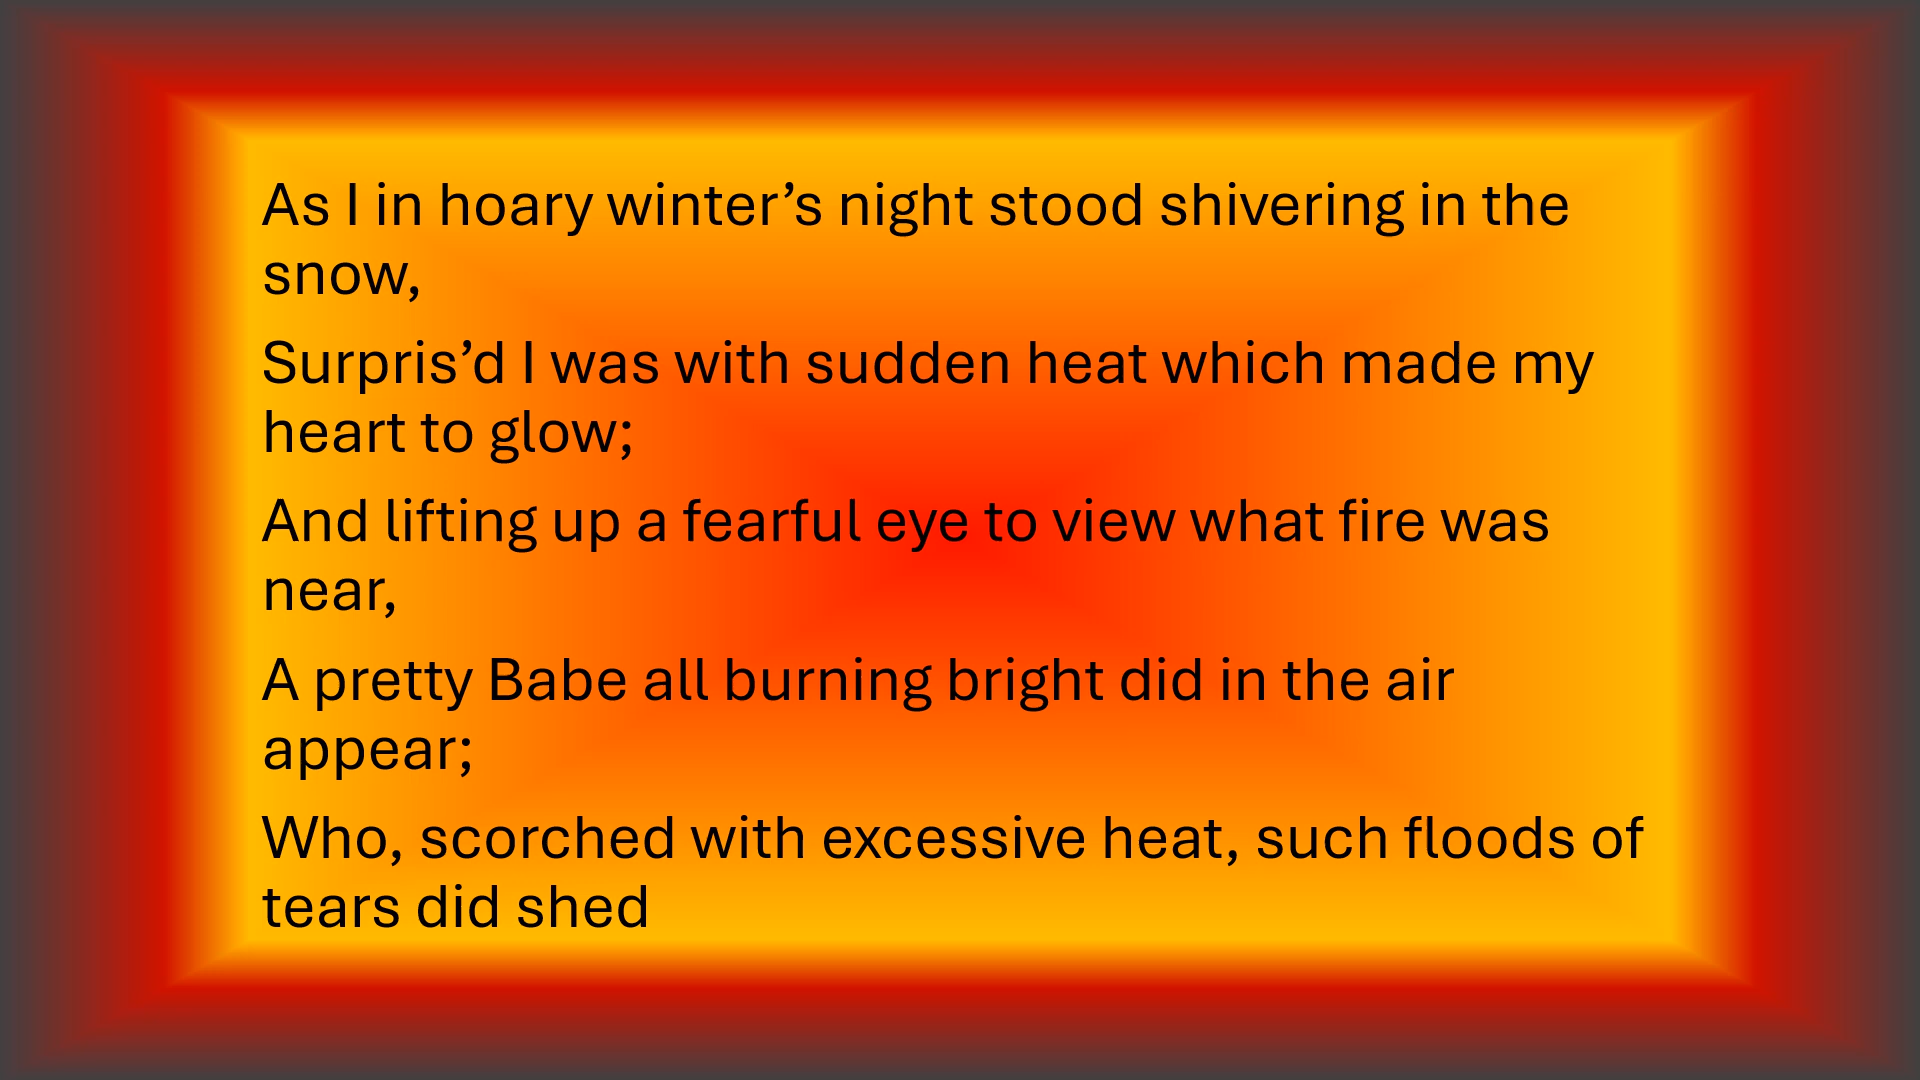 As I in hoary winter’s night stood shivering in the
snow,
Surpris’d I was with sudden heat which made my
heart to glow;
And lifting up a fearful eye to view what fire was
near,
A pretty Babe all burning bright did in the air
appear;
Who, scorched with excessive heat, such floods of
tears did shed